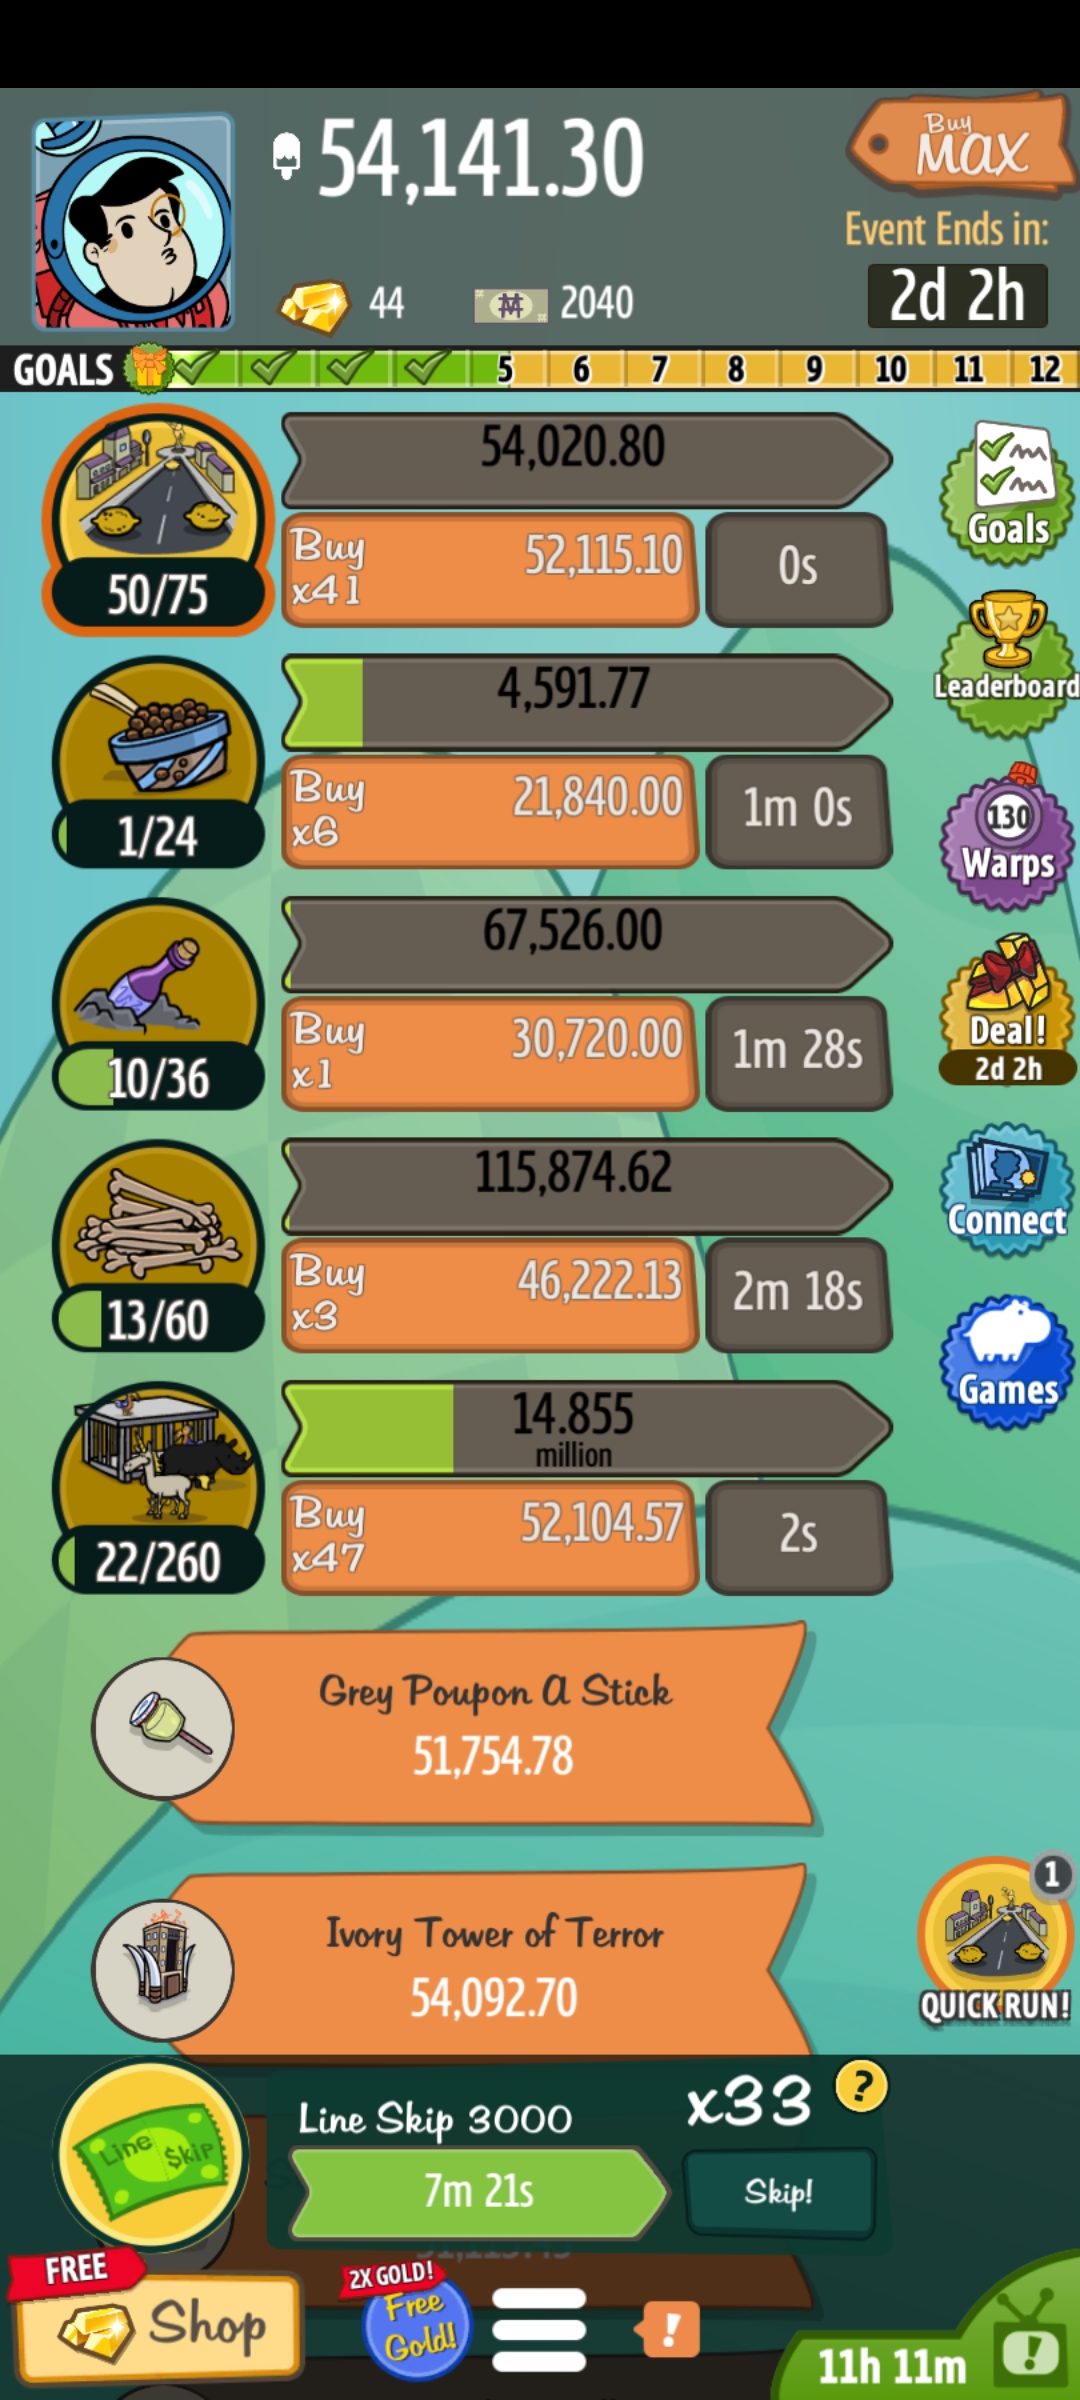 54,141.30
Buy
MAX
Event Ends in:
44
2040
2d 2h
GOALS 5 6 7 8 9 10 11 12
54,020.80
Buy
x41
52,115.10
0s
50/75
Goals
4,591.77
Leaderboard
Buy
x6
21,840.00
1m 0s
1/24
130
Warps
67,526.00
Buy
x1
30,720.00
1m 28s
10/36
Deal!
2d 2h
115,874.62
Connect
Buy
x3
46,222.13
2m 18s
13/60
Games
14.855
million
Buy
x47
52,104.57
2s
22/260
Grey Poupon A Stick
51,754.78
1
Ivory Tower of Terror
54,092.70
QUICK RUN!
Line Skip 3000
x33
?
Line $kip
7m 21s
Skip!
FREE
Shop
2X GOLD!
Free
Gold!
!
11h 11m
!